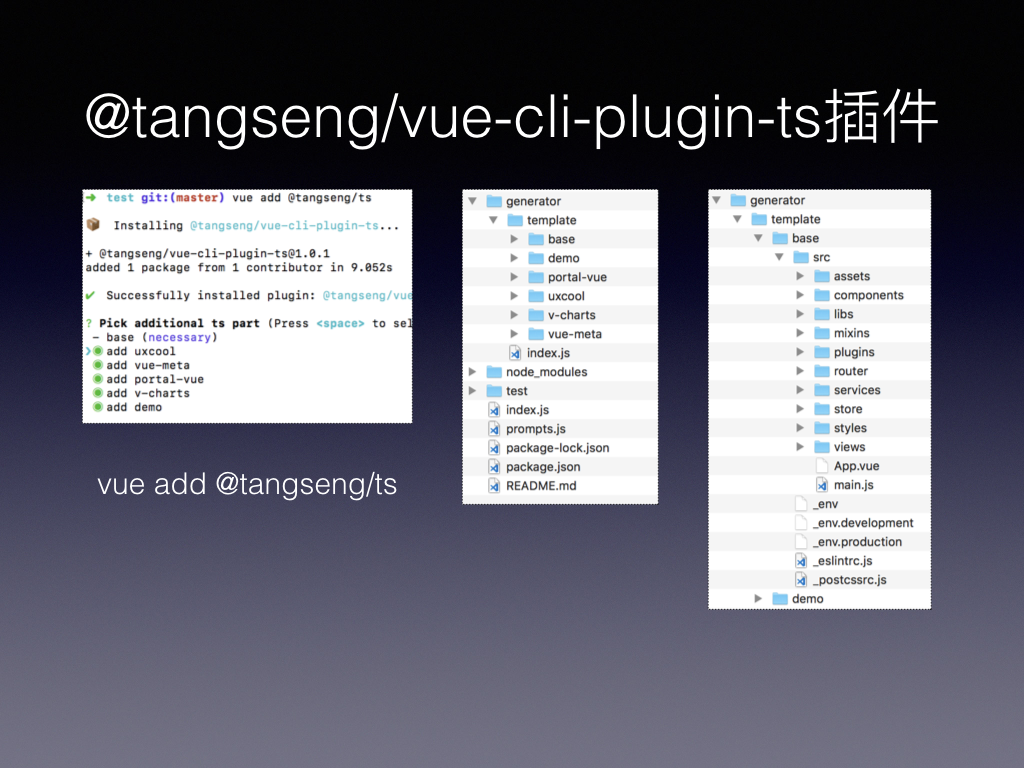 @tangseng/vue-cli-plugin-ts插件
test git:(master) vue add @tangseng/ts
Installing @tangseng/vue-cli-plugin-ts...
+ @tangseng/vue-cli-plugin-ts@1.0.1
added 1 package from 1 contributor in 9.052s
✔ Successfully installed plugin: @tangseng/vue
? Pick additional ts part (Press <space> to sel
– base (necessary)
❯◉ add uxcool
◉ add vue-meta
◉ add portal-vue
◉ add v-charts
◉ add demo
vue add @tangseng/ts
generator
template
base
demo
portal-vue
uxcool
v-charts
vue-meta
index.js
node_modules
test
index.js
prompts.js
package-lock.json
package.json
README.md
generator
template
base
src
assets
components
libs
mixins
plugins
router
services
store
styles
views
App.vue
main.js
_env
_env.development
_env.production
_eslintrc.js
_postcssrc.js
demo